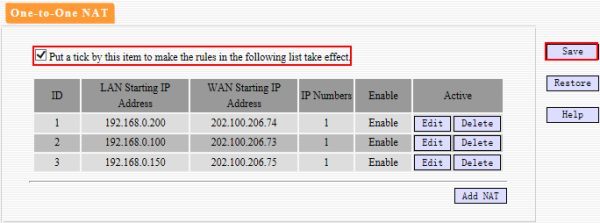 One-to-One NAT
Put a tick by this item to make the rules in the following list take effect.
Save
Restore
Help
ID LAN Starting IP Address WAN Starting IP Address IP Numbers Enable Active
1 192.168.0.200 202.100.206.74 1 Enable Edit Delete
2 192.168.0.100 202.100.206.73 1 Enable Edit Delete
3 192.168.0.150 202.100.206.75 1 Enable Edit Delete
Add NAT